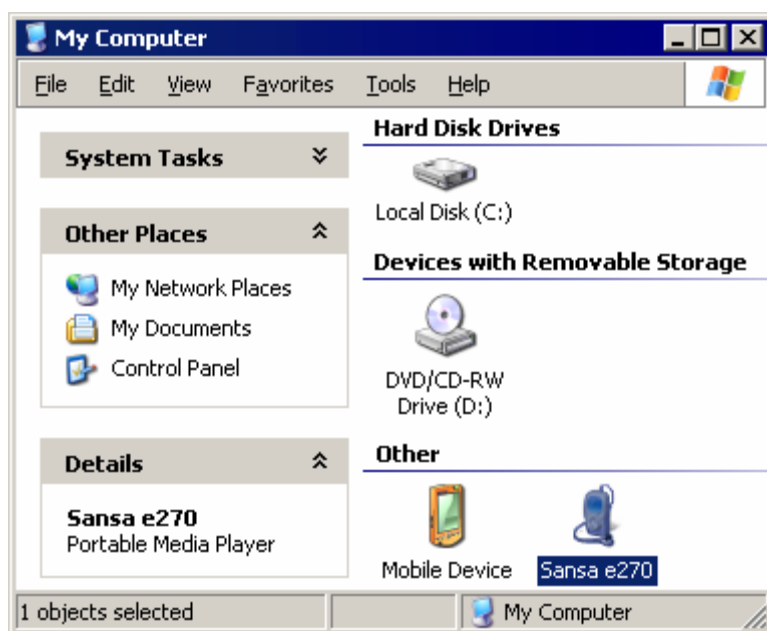 My Computer
File Edit View Favorites Tools Help
System Tasks
Other Places
My Network Places
My Documents
Control Panel
Details
Sansa e270
Portable Media Player
Hard Disk Drives
Local Disk (C:)
Devices with Removable Storage
DVD/CD-RW
Drive (D:)
Other
Mobile Device Sansa e270
1 objects selected My Computer